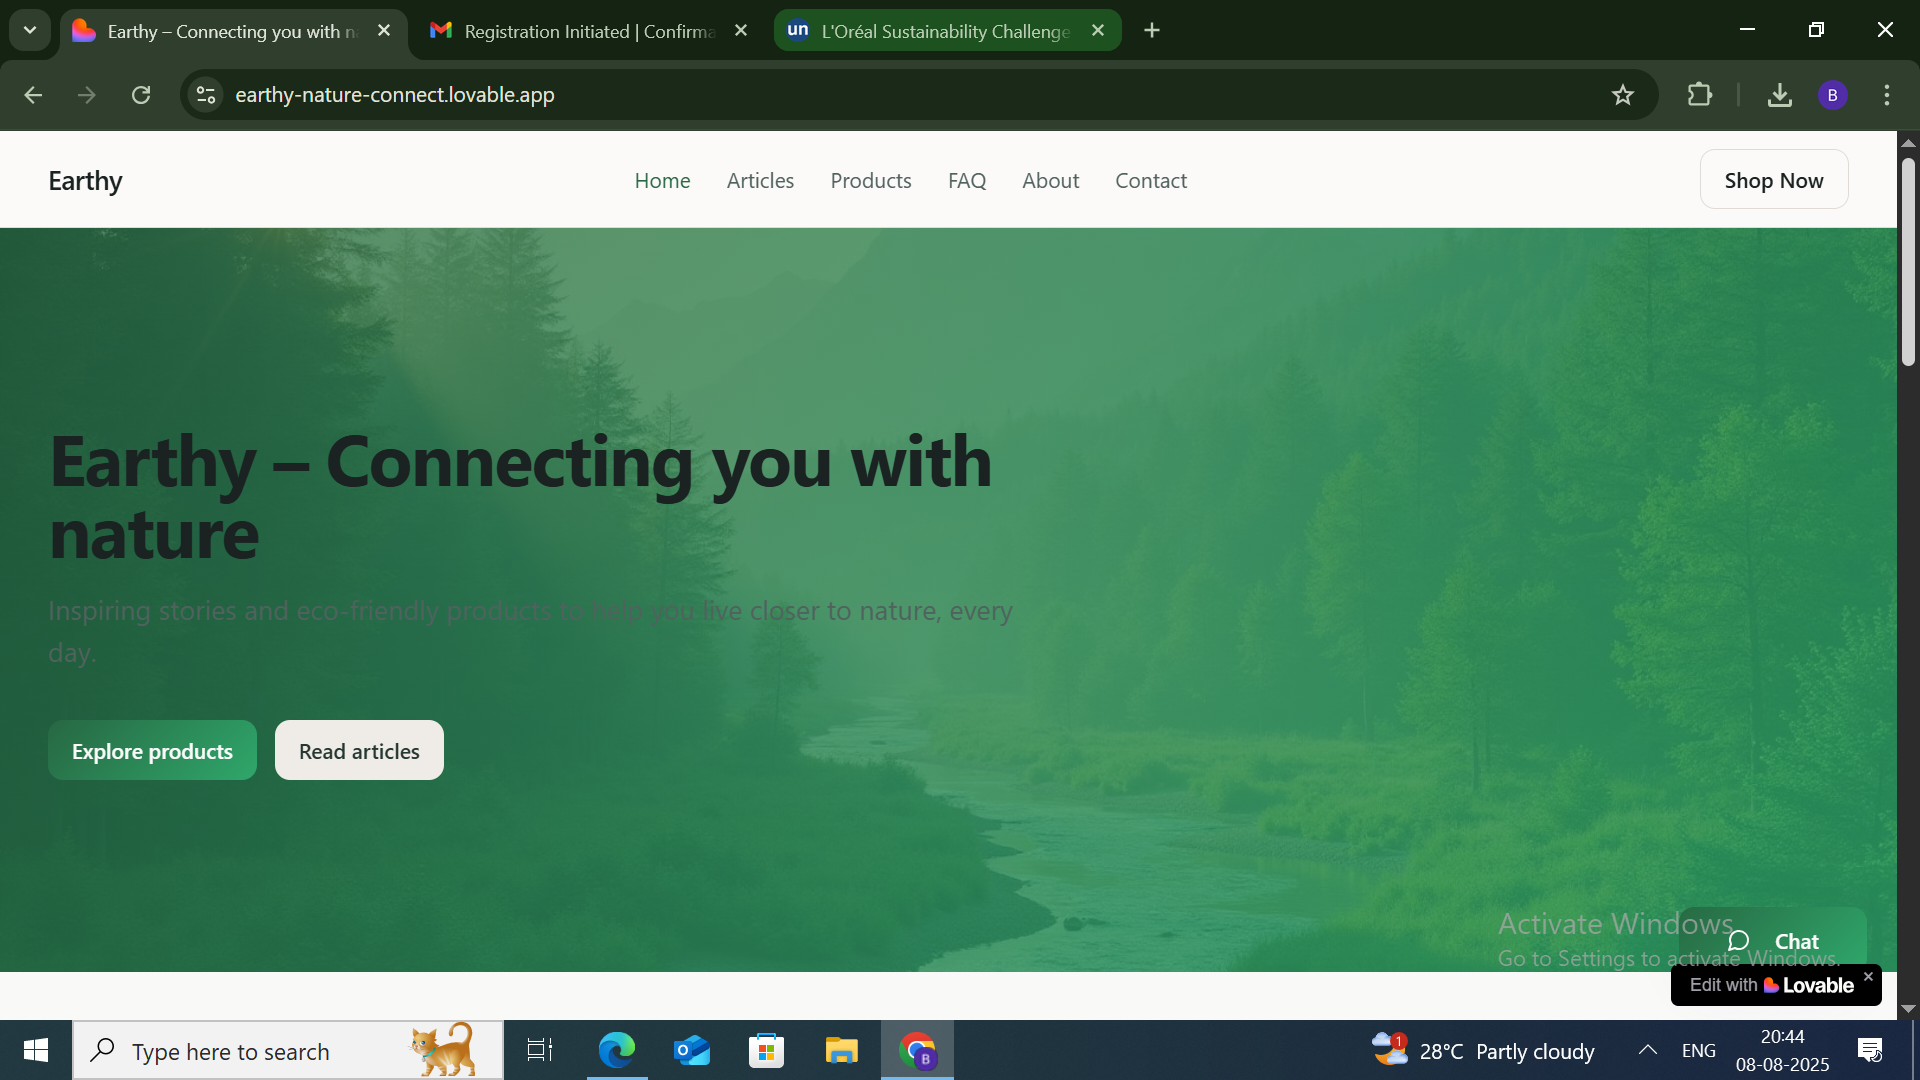 Earthy – Connecting you with n
Registration Initiated | Confirma
un L'Oréal Sustainability Challenge
earthy-nature-connect.lovable.app
B
Earthy
Home Articles Products FAQ About Contact
Shop Now
Earthy – Connecting you with
nature
Inspiring stories and eco-friendly products to help you live closer to nature, every
day.
Explore products
Read articles
Activate Windows
Go to Settings to activate Windows.
Chat
Edit with Lovable
Type here to search
B
1
28°C Partly cloudy
ENG
20:44
08-08-2025